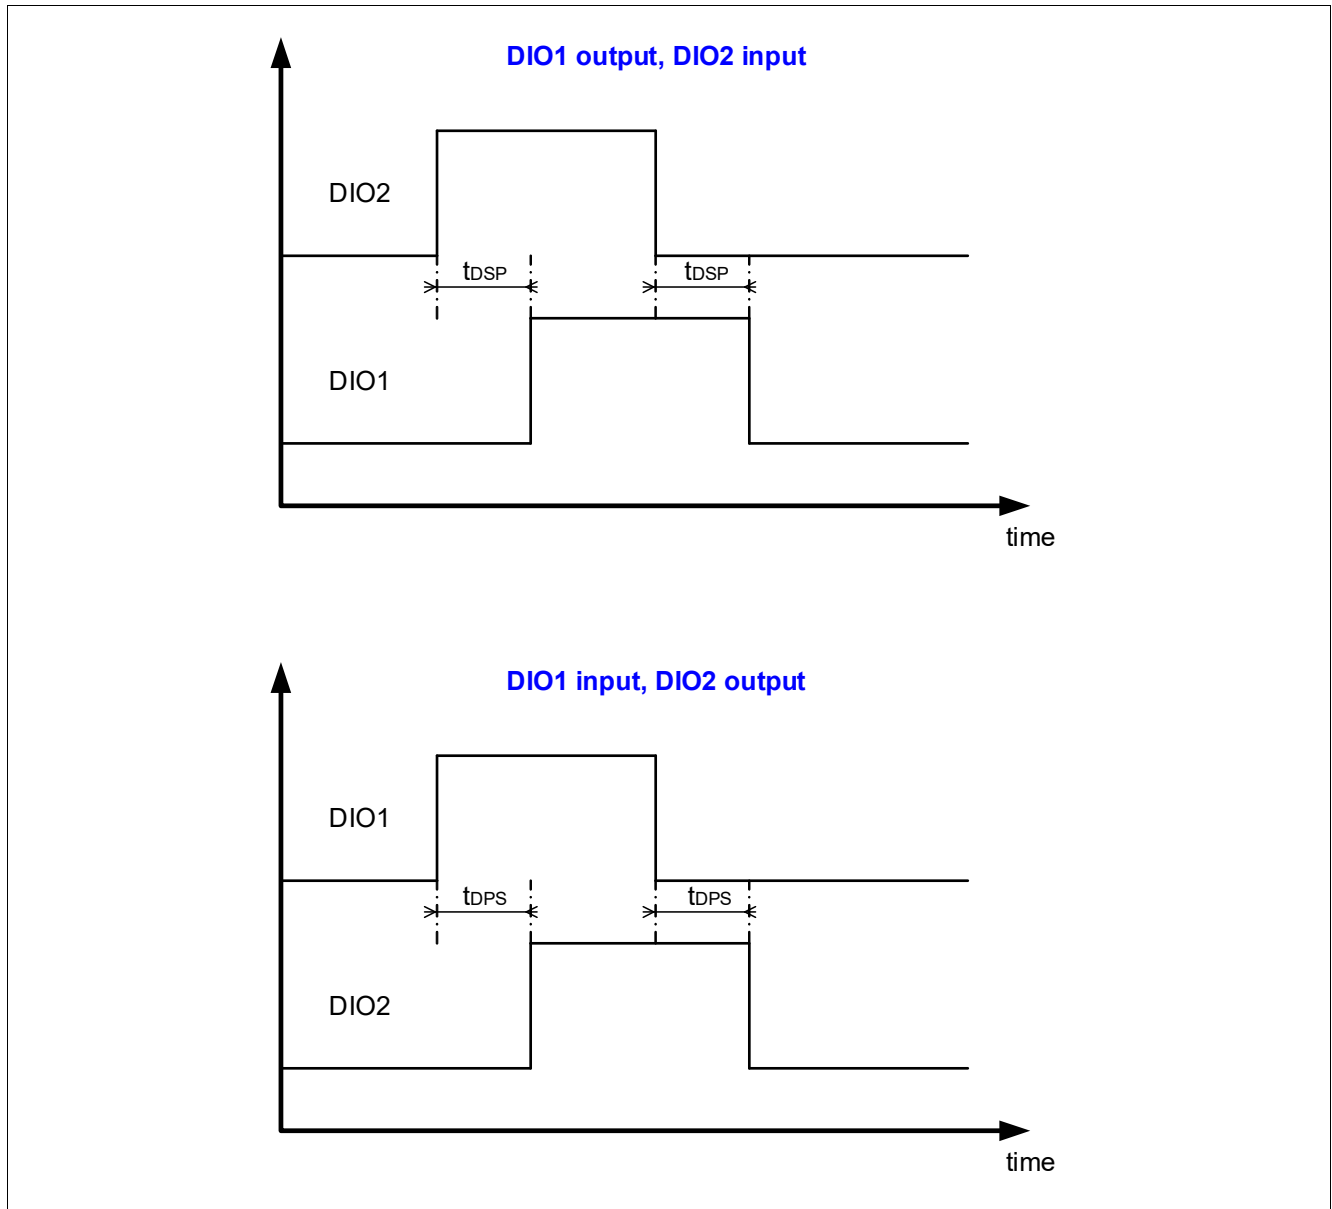 DIO1 output, DIO2 input
DIO2
tDSP tDSP
DIO1
time
DIO1 input, DIO2 output
DIO1
tDPS tDPS
DIO2
time